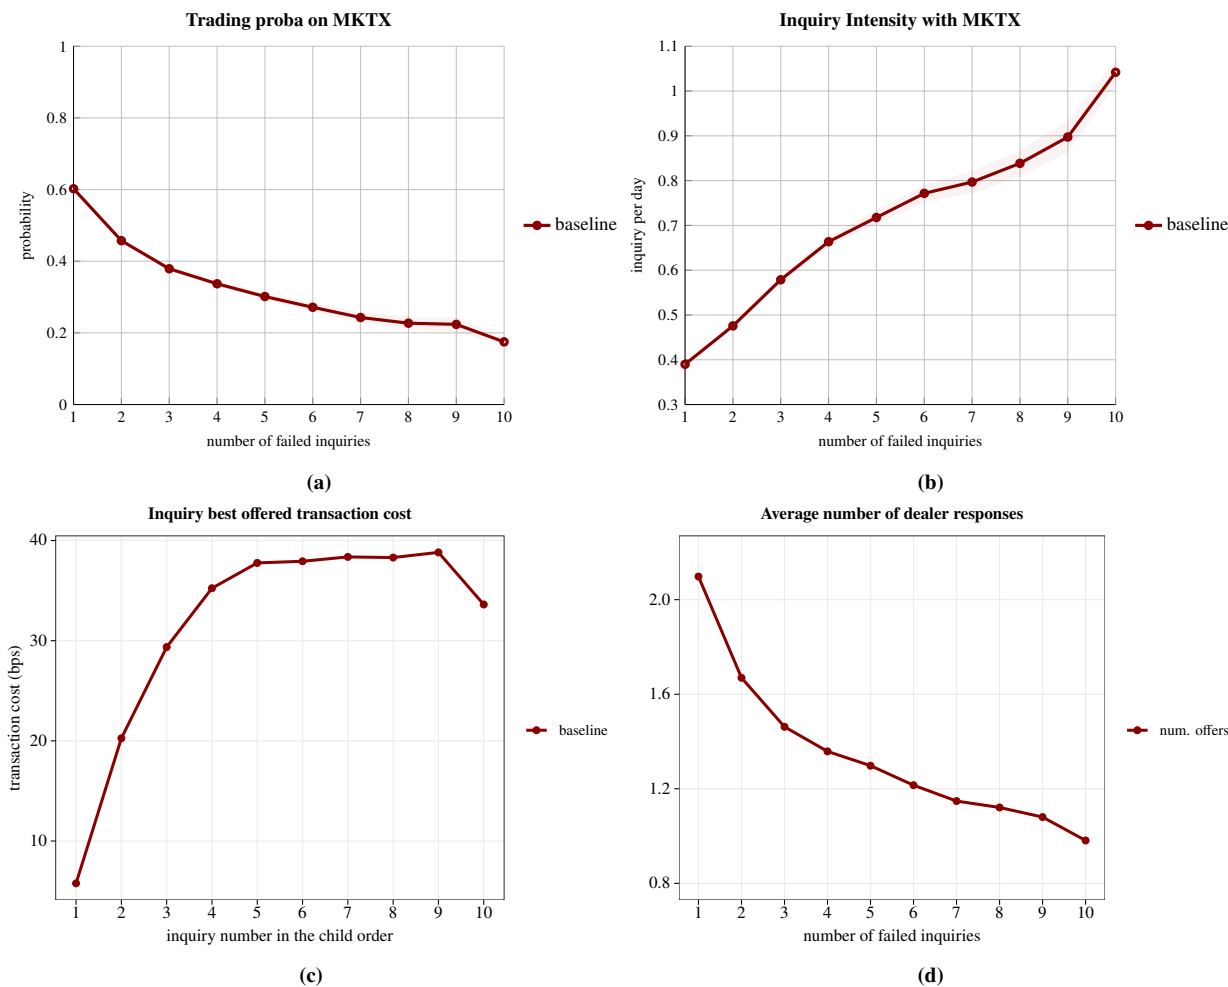 Trading proba on MKTX
1
0.8
0.6
0.4
0.2
0
probability
1 2 3 4 5 6 7 8 9 10
number of failed inquiries
baseline
(a)
Inquiry Intensity with MKTX
1.1
1
0.9
0.8
0.7
0.6
0.5
0.4
0.3
inquiry per day
1 2 3 4 5 6 7 8 9 10
number of failed inquiries
baseline
(b)
Inquiry best offered transaction cost
40
30
20
10
transaction cost (bps)
1 2 3 4 5 6 7 8 9 10
inquiry number in the child order
baseline
(c)
Average number of dealer responses
2.0
1.6
1.2
0.8
1 2 3 4 5 6 7 8 9 10
number of failed inquiries
num. offers
(d)